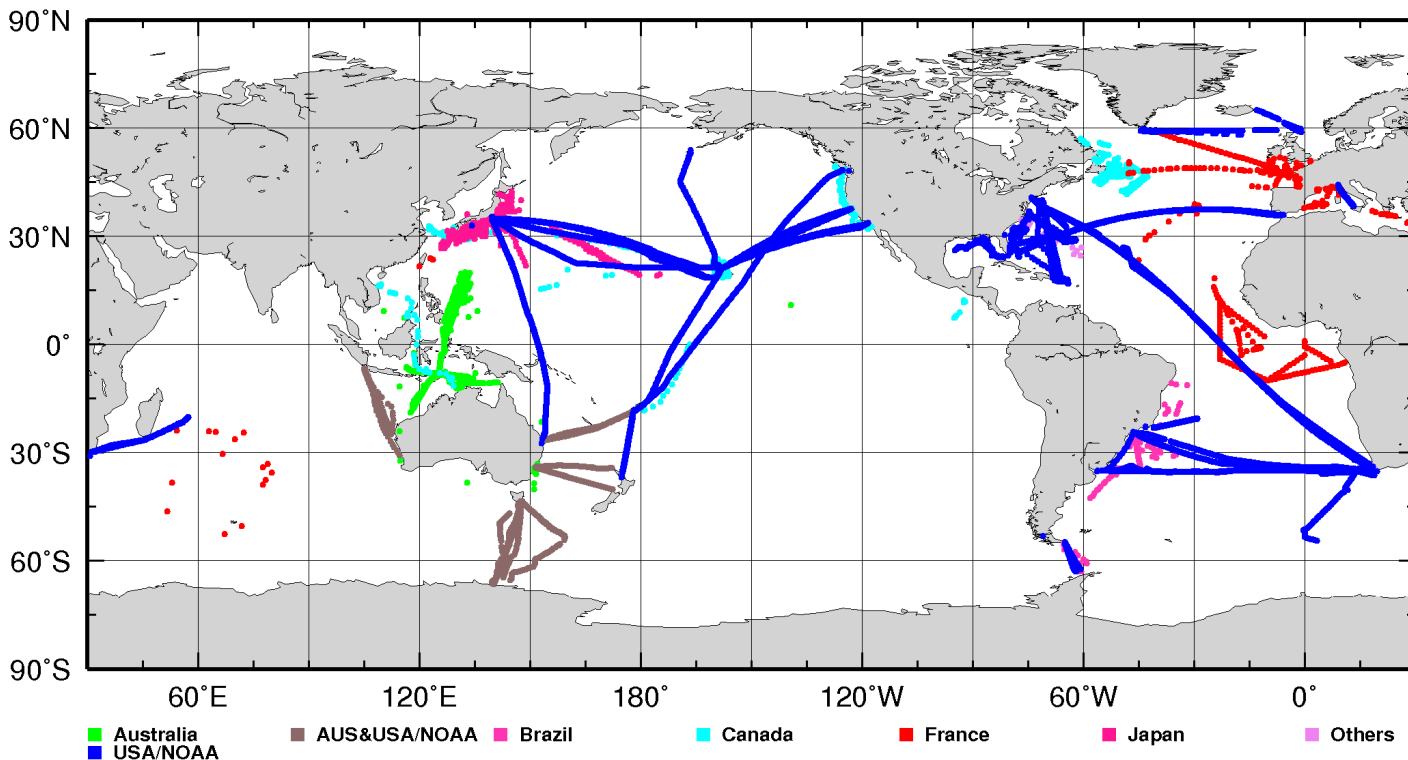 90˚N
60˚N
30˚N
0˚
30˚S
60˚S
90˚S
60˚E 120˚E 180˚ 120˚W 60˚W 0˚
Australia AUS&USA/NOAA Brazil Canada France Japan Others
USA/NOAA